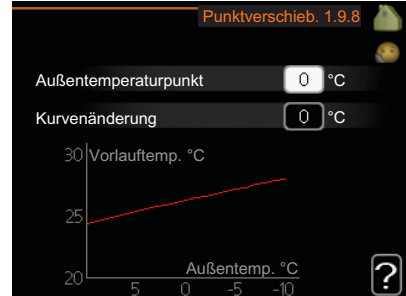 Punktverschieb. 1.9.8
Außentemperaturpunkt 0 °C
Kurvenänderung 0 °C
30 Vorlauftemp. °C
25
Außentemp. °C
20
5 0 -5 -10
?